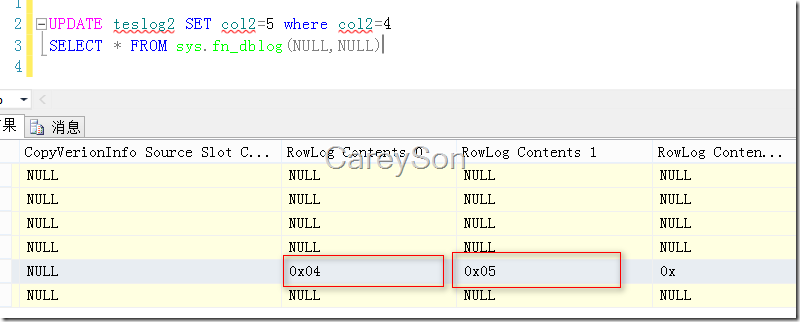 1
2 UPDATE teslog2 SET col2=5 where col2=4
3 SELECT * FROM sys.fn_dblog(NULL,NULL)
4
果 消息
CopyVerionInfo Source Slot C... RowLog Contents 0 RowLog Contents 1 RowLog Conten...
CareySon
NULL NULL NULL NULL
NULL NULL NULL NULL
NULL NULL NULL NULL
NULL NULL NULL NULL
NULL 0x04 0x05 0x
NULL NULL NULL NULL